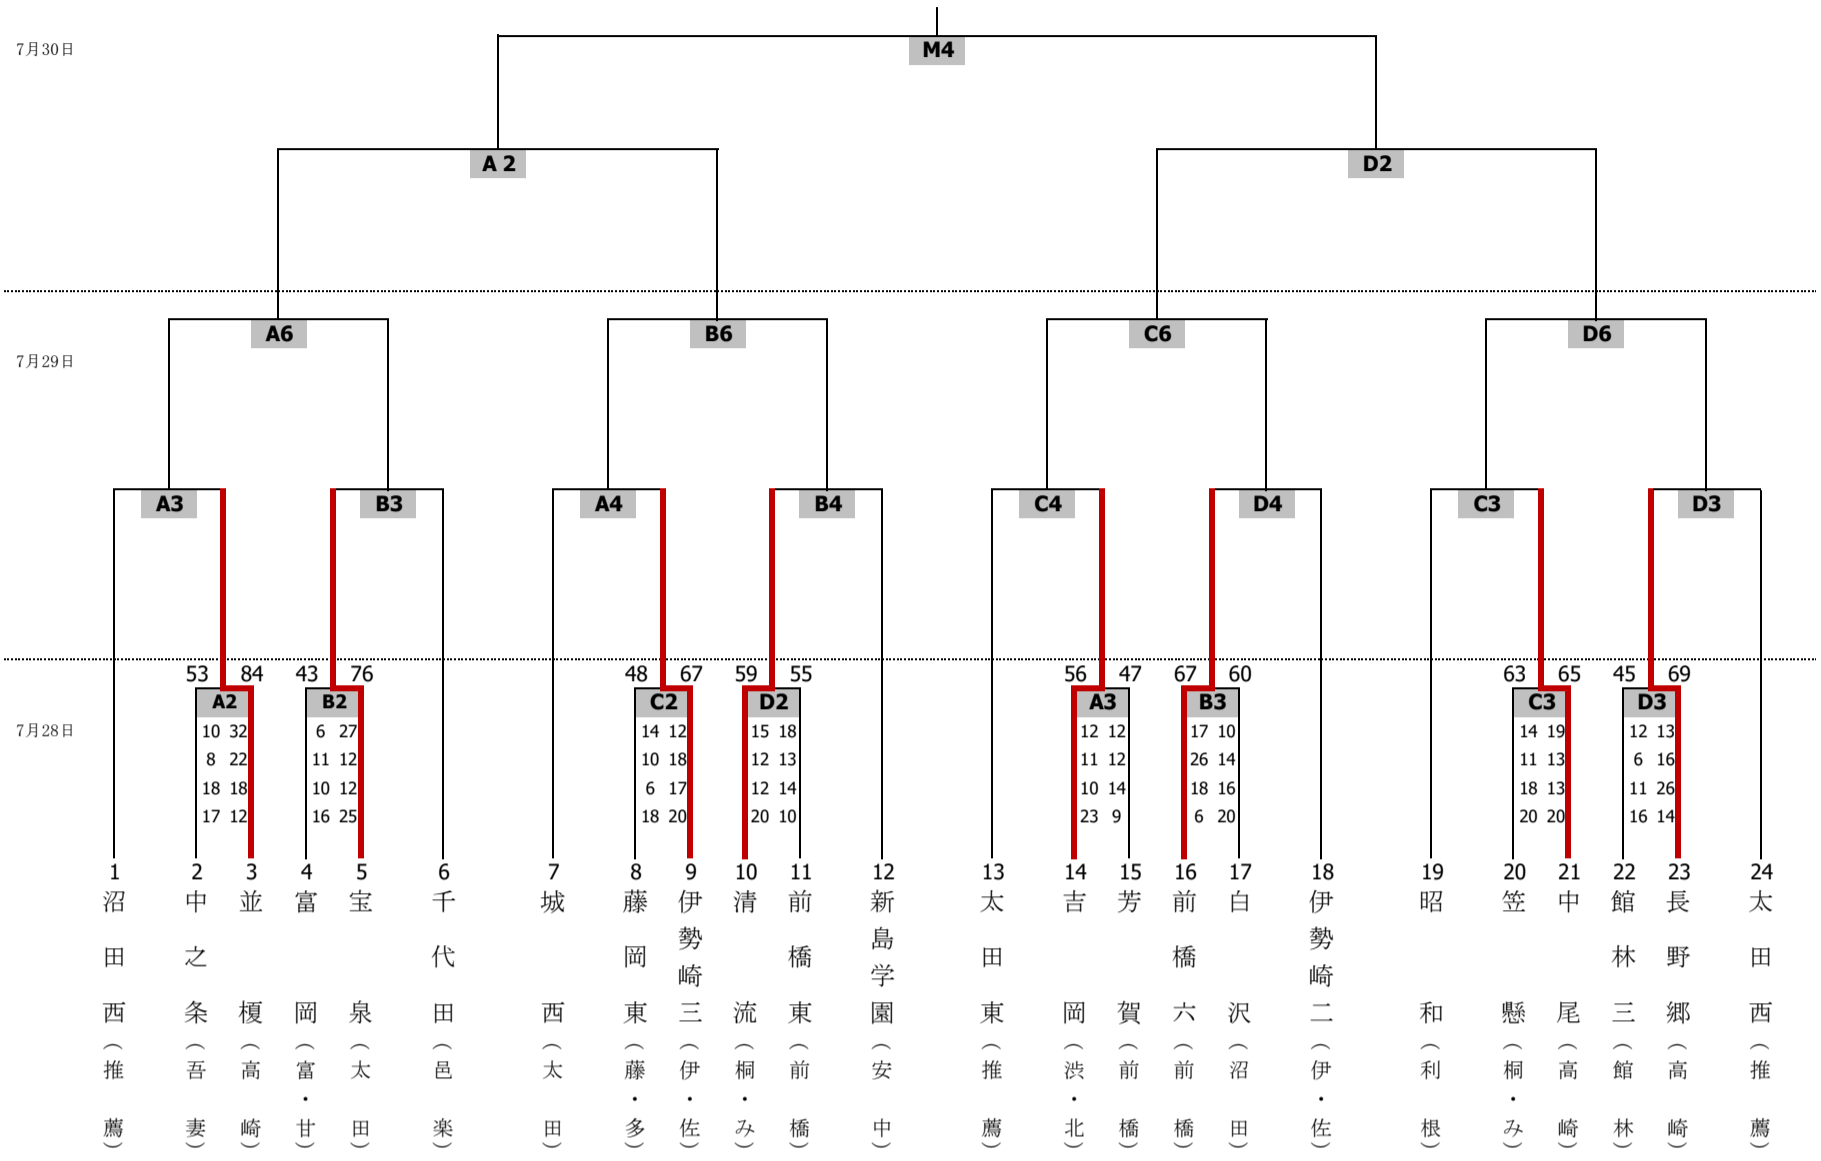 7月30日
M4
A 2
D2
A6
B6
C6
D6
7月29日
A3
B3
A4
B4
C4
D4
C3
D3
53 84 43 76 48 67 59 55 56 47 67 60 63 65 45 69
A2 B2 C2 D2 A3 B3 C3 D3
7月28日
10 32 6 27 14 12 15 18 12 12 17 10 14 19 12 13
8 22 11 12 10 18 12 13 11 12 26 14 11 13 6 16
18 18 10 12 6 17 12 14 10 14 18 16 18 13 11 26
17 12 16 25 18 20 20 10 23 9 6 20 20 20 16 14
1 2 3 4 5 6 7 8 9 10 11 12 13 14 15 16 17 18 19 20 21 22 23 24
沼田西(推薦)
中之条(吾妻)
並榎(高崎)
富岡(富・甘)
宝泉(太田)
千代田(邑楽)
城西(太田)
藤岡東(藤・多)
伊勢崎三(伊・佐)
清流(桐・み)
前橋東(前橋)
新島学園(安中)
太田東(推薦)
吉岡(渋・北)
芳賀(前橋)
前橋六(前橋)
白沢(沼田)
伊勢崎二(伊・佐)
昭和(利根)
笠懸(桐・み)
中尾(高崎)
館林三(館林)
長野郷(高崎)
太田西(推薦)